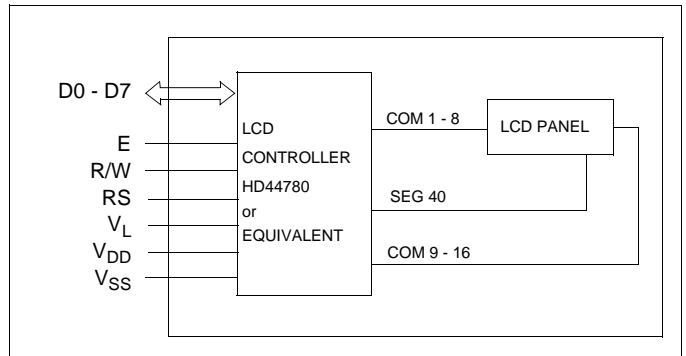 D0 - D7
E
R/W
RS
VL
VDD
VSS
LCD
CONTROLLER
HD44780
or
EQUIVALENT
COM 1 - 8
SEG 40
COM 9 - 16
LCD PANEL